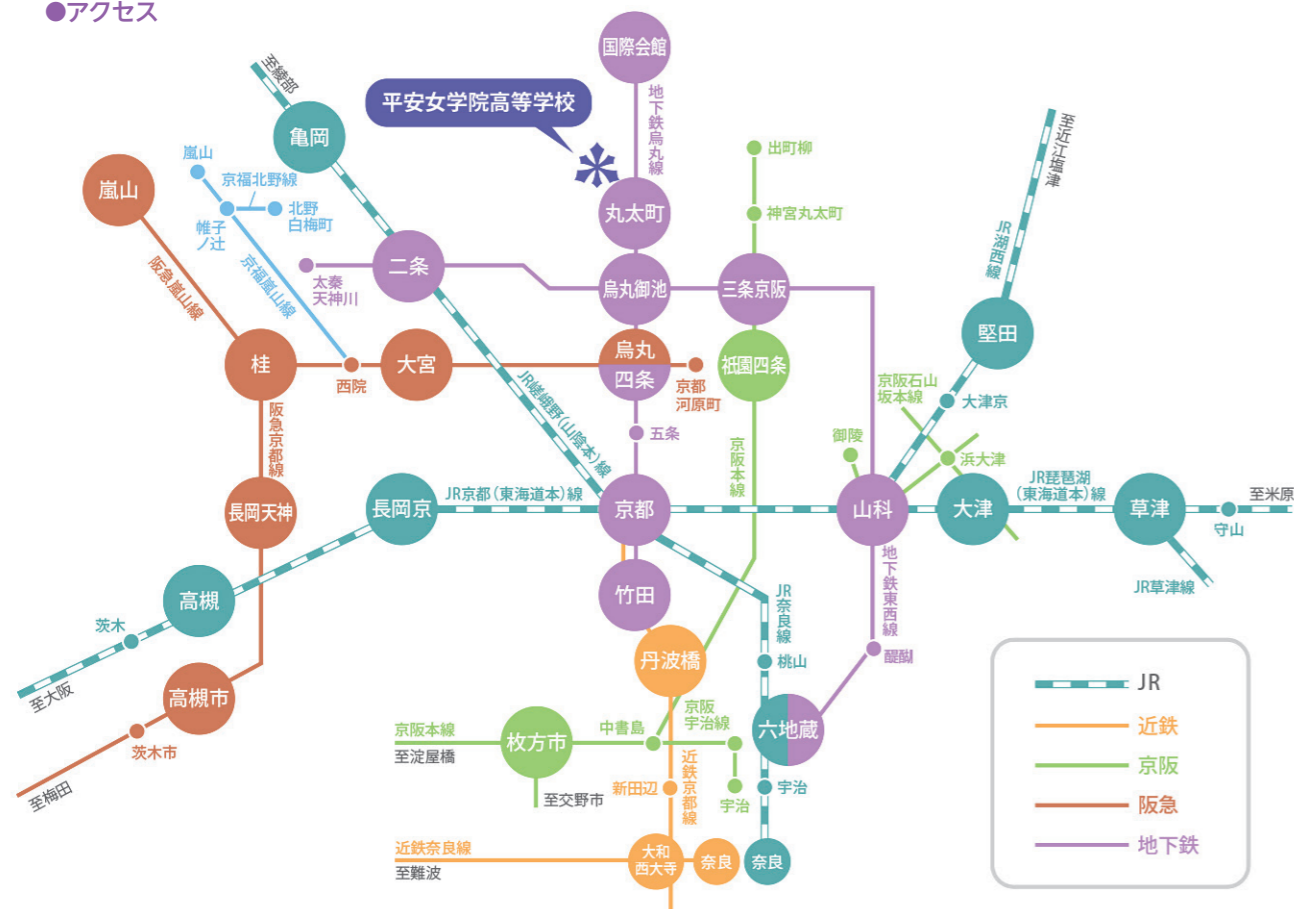 ●アクセス
国際会館
至綾部
地下鉄烏丸線
平安女学院高等学校
亀岡
至近江塩津
出町柳
嵐山
京福北野線
嵐山
北野
白梅町
帷子
ノ辻
丸太町
神宮丸太町
JR湖西線
阪急嵐山線
京福嵐山線
二条
太秦
天神川
烏丸御池
三条京阪
堅田
桂
西院
大宮
烏丸
四条
京都
河原町
祇園四条
京阪石山
坂本線
大津京
JR嵯峨野(山陰本)線
阪急京都線
五条
京阪本線
御陵
浜大津
長岡天神
長岡京
JR京都(東海道本)線
京都
山科
大津
JR琵琶湖
(東海道本)線
草津
至米原
守山
地下鉄東西線
JR草津線
高槻
茨木
竹田
JR奈良線
至大阪
丹波橋
桃山
醍醐
高槻市
茨木市
至梅田
京阪本線
至淀屋橋
枚方市
至交野市
中書島
京阪
宇治線
六地蔵
新田辺
近鉄京都線
宇治
宇治
近鉄奈良線
至難波
大和
西大寺
奈良
奈良
JR
近鉄
京阪
阪急
地下鉄